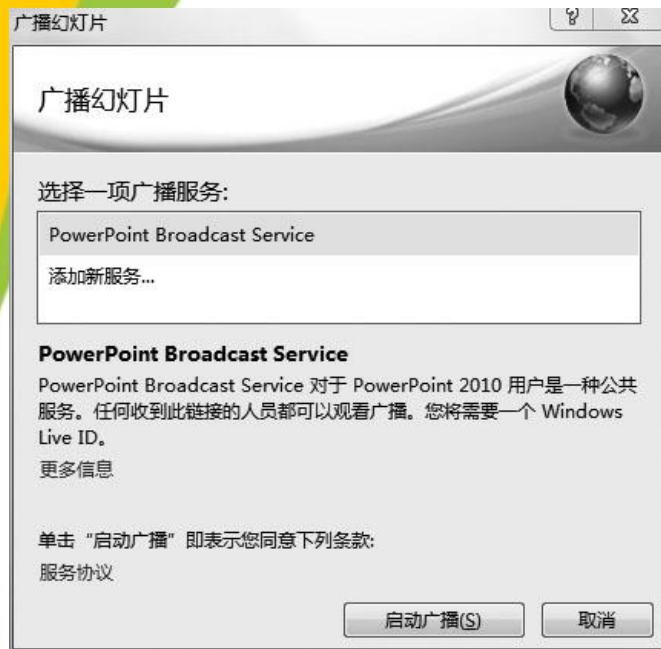 广播幻灯片
广播幻灯片
选择一项广播服务:
PowerPoint Broadcast Service
添加新服务...
PowerPoint Broadcast Service
PowerPoint Broadcast Service 对于 PowerPoint 2010 用户是一种公共
服务。任何收到此链接的人员都可以观看广播。您将需要一个 Windows
Live ID。
更多信息
单击“启动广播”即表示您同意下列条款:
服务协议
启动广播(S) 取消